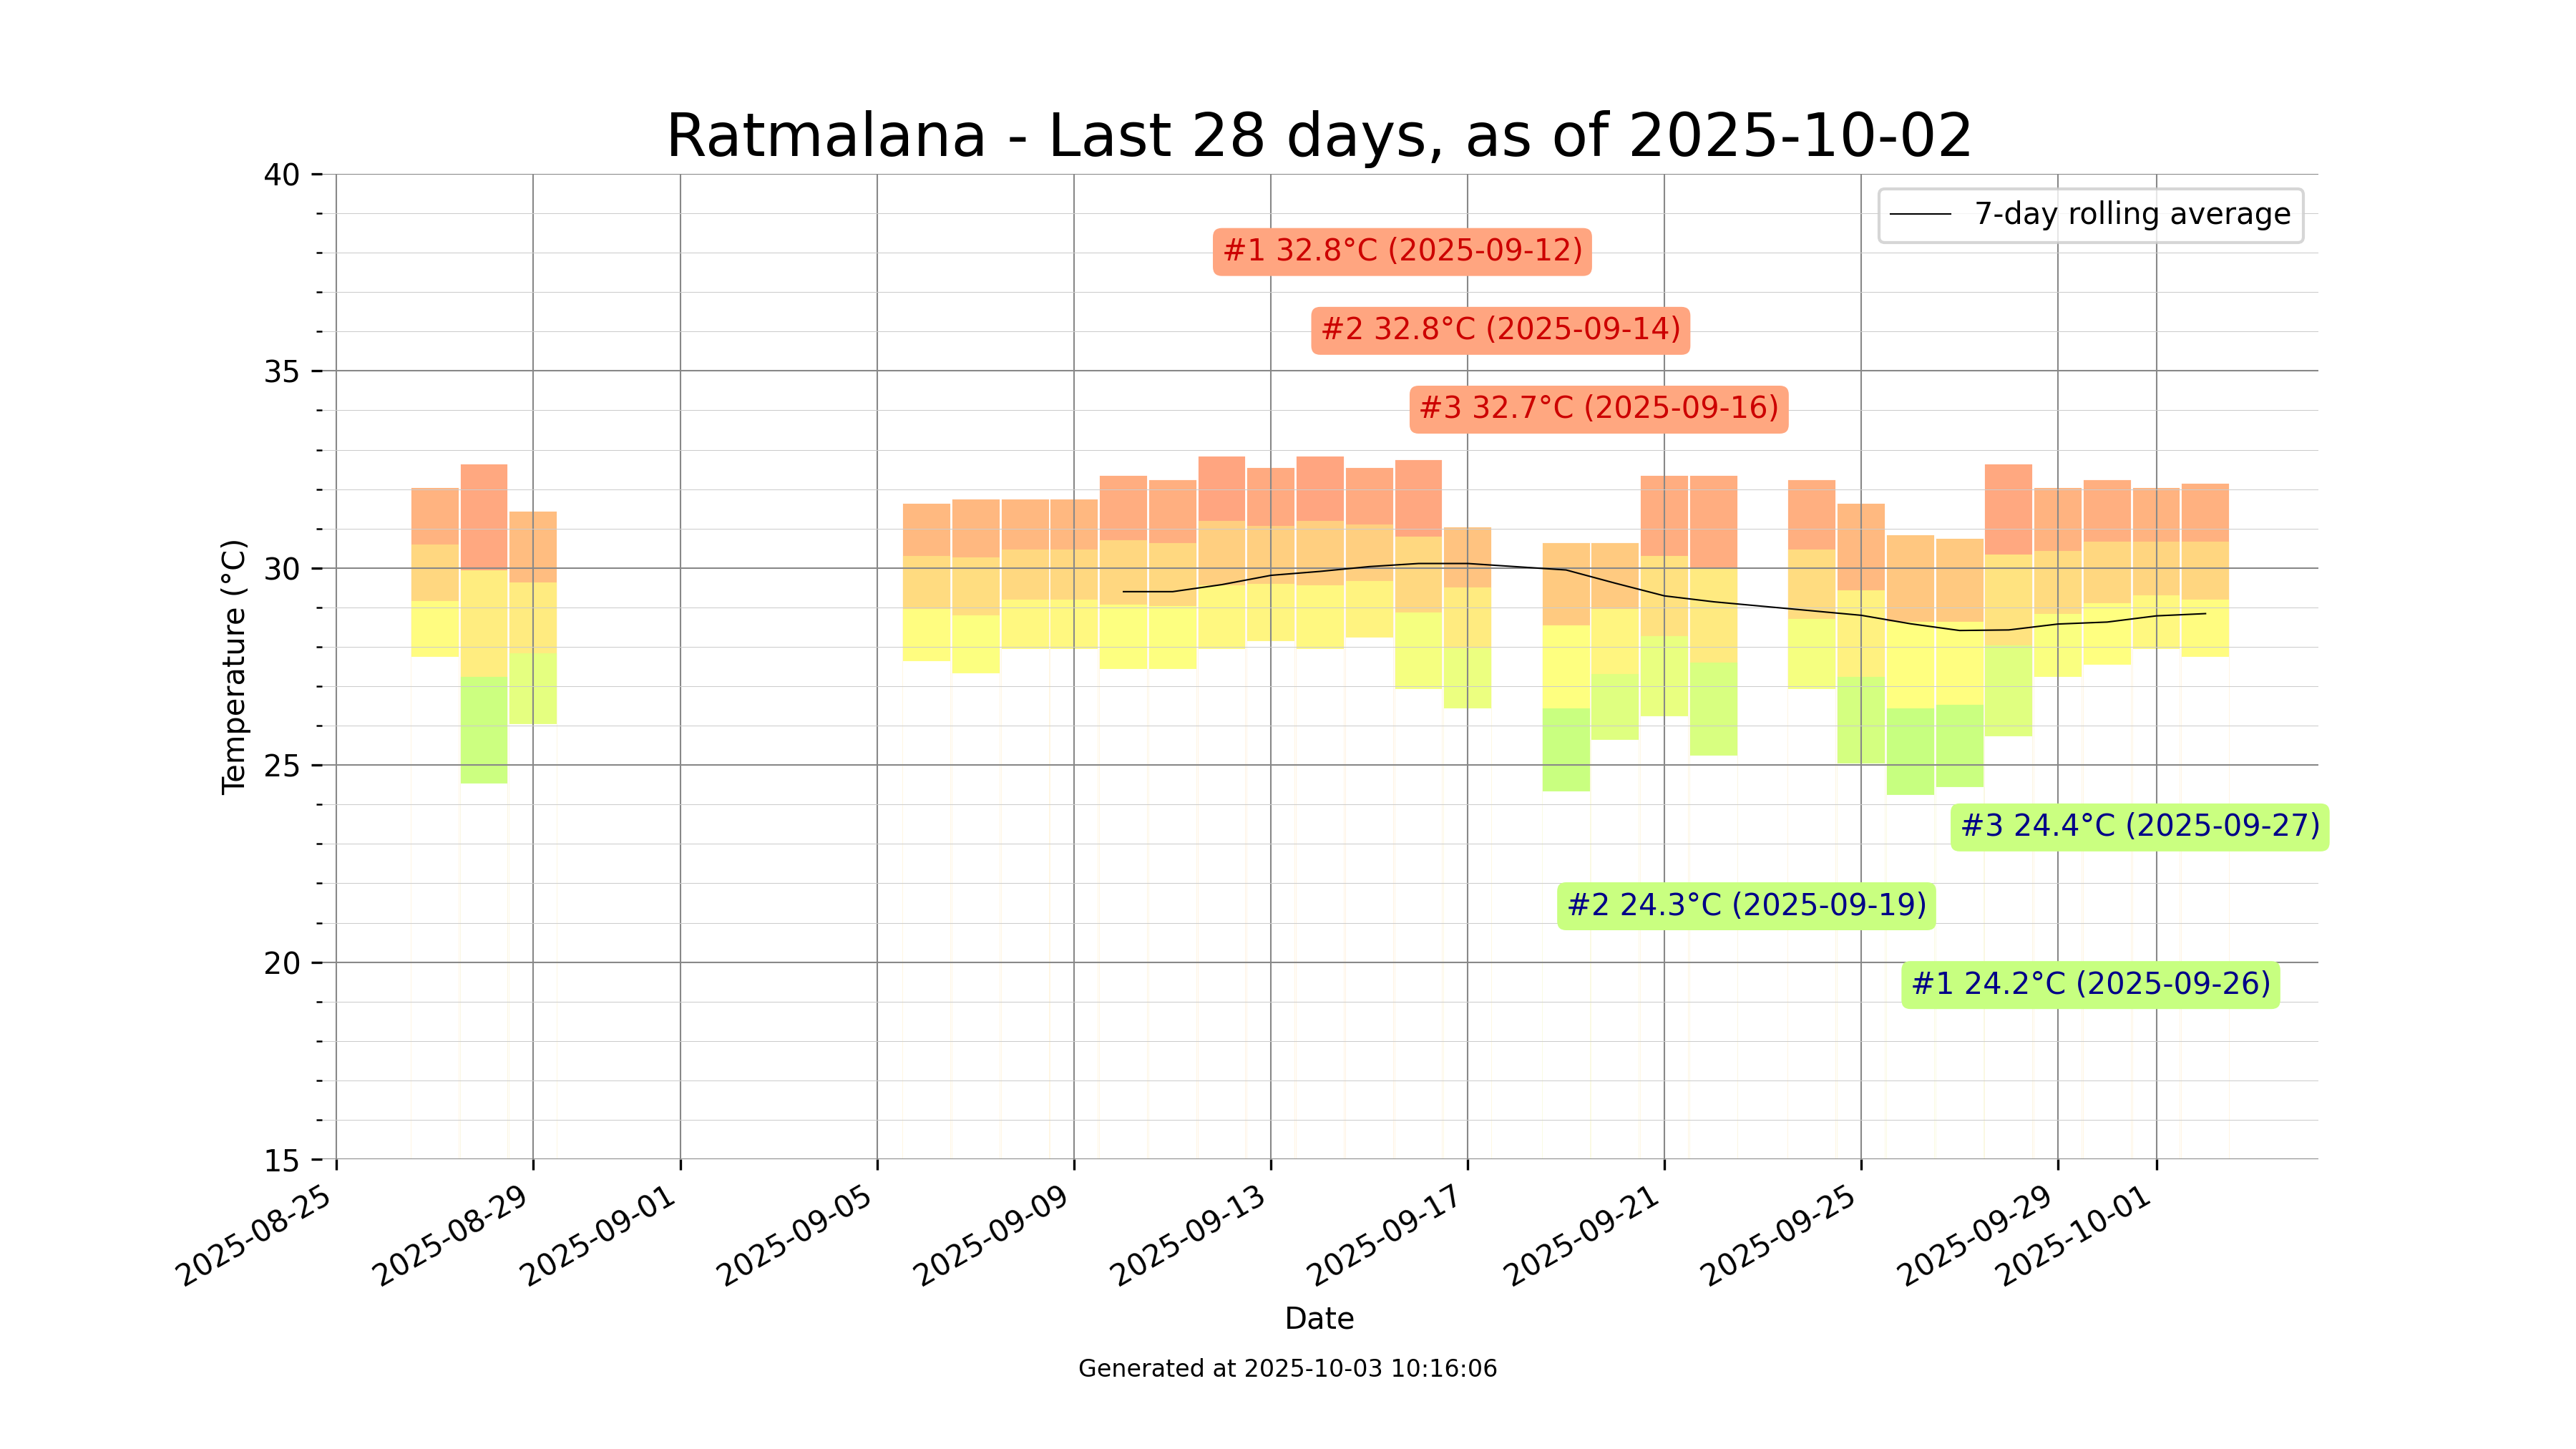 Ratmalana - Last 28 days, as of 2025-10-02
40
35
30
25
20
15
Temperature (°C)
7-day rolling average
#1 32.8°C (2025-09-12)
#2 32.8°C (2025-09-14)
#3 32.7°C (2025-09-16)
#3 24.4°C (2025-09-27)
#2 24.3°C (2025-09-19)
#1 24.2°C (2025-09-26)
2025-08-25
2025-08-29
2025-09-01
2025-09-05
2025-09-09
2025-09-13
2025-09-17
2025-09-21
2025-09-25
2025-09-29
2025-10-01
Date
Generated at 2025-10-03 10:16:06